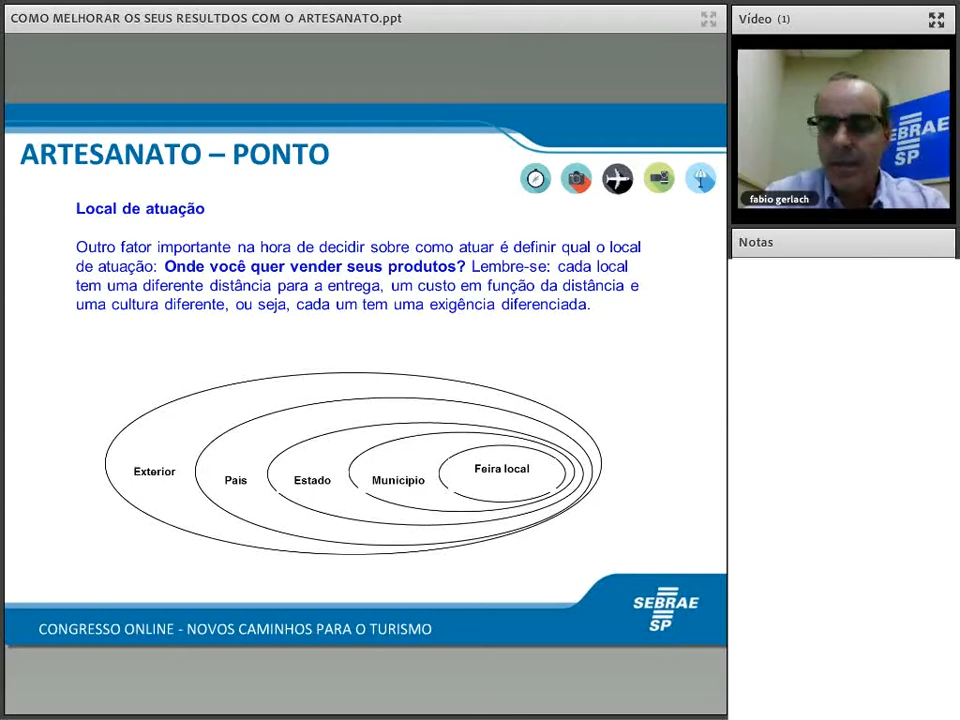 COMO MELHORAR OS SEUS RESULTDOS COM O ARTESANATO.ppt
Vídeo (1)
SEBRAE
SP
fabio gerlach
Notas
ARTESANATO – PONTO
Local de atuação
Outro fator importante na hora de decidir sobre como atuar é definir qual o local
de atuação: Onde você quer vender seus produtos? Lembre-se: cada local
tem uma diferente distância para a entrega, um custo em função da distância e
uma cultura diferente, ou seja, cada um tem uma exigência diferenciada.
Exterior
Pais
Estado
Municipio
Feira local
SEBRAE
SP
CONGRESSO ONLINE - NOVOS CAMINHOS PARA O TURISMO